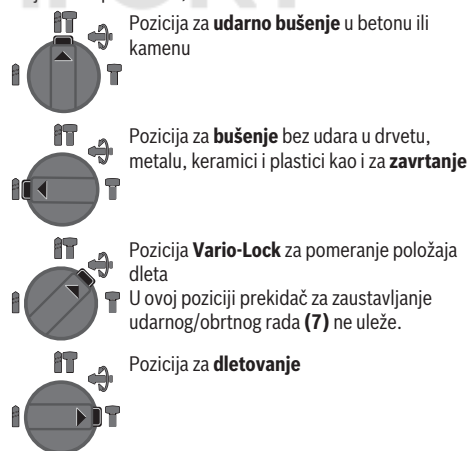 Pozicija za udarno bušenje u betonu ili
kamenu
Pozicija za bušenje bez udara u drvetu,
metalu, keramici i plastici kao i za zavrtanje
Pozicija Vario-Lock za pomeranje položaja
dleta
U ovoj poziciji prekidač za zaustavljanje
udarnog/obrtnog rada (7) ne uleže.
Pozicija za dletovanje